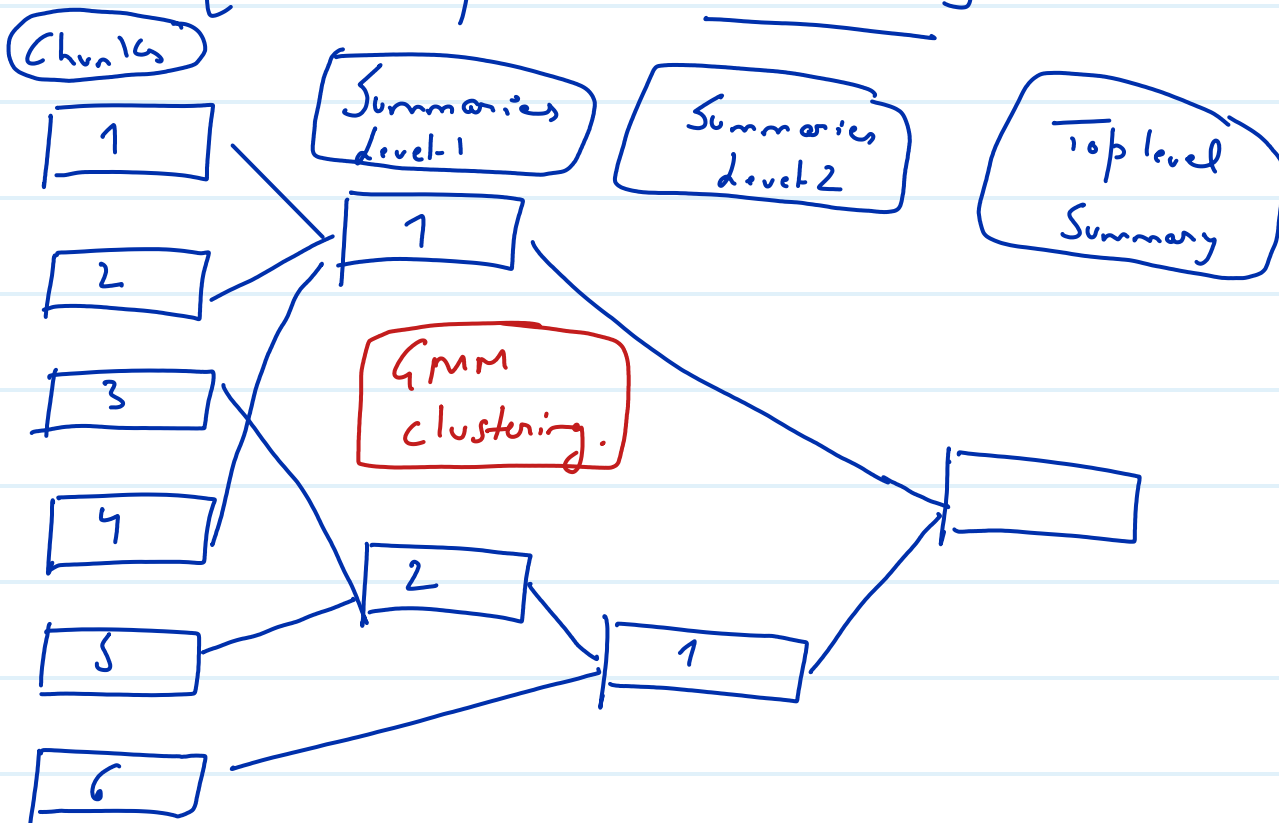 Chunks
Summaries
Level-1
Summaries
Level 2
Top level
Summary
1
1
2
3
GMM
clustering.
4
2
5
1
6